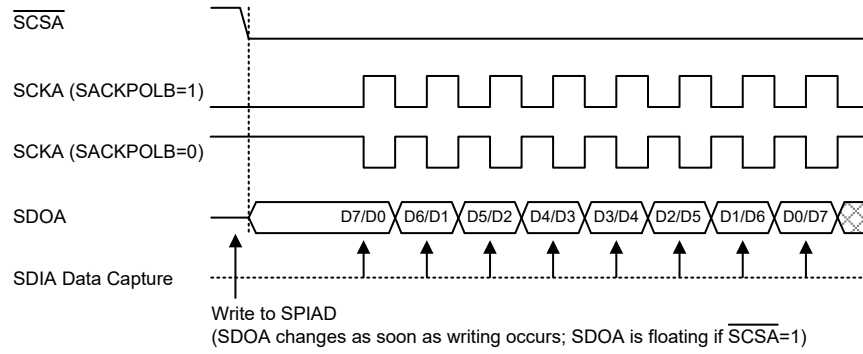 SCSA
SCKA (SACKPOLB=1)
SCKA (SACKPOLB=0)
SDOA D7/D0 D6/D1 D5/D2 D4/D3 D3/D4 D2/D5 D1/D6 D0/D7
SDIA Data Capture
Write to SPIAD
(SDOA changes as soon as writing occurs; SDOA is floating if SCSA=1)